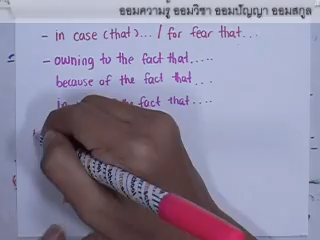 ออมความรู้ ออมวิชา ออมปัญญา ออมสกุล
- in case (that)... / for fear that...
- owning to the fact that.....
because of the fact that ...
fact that....